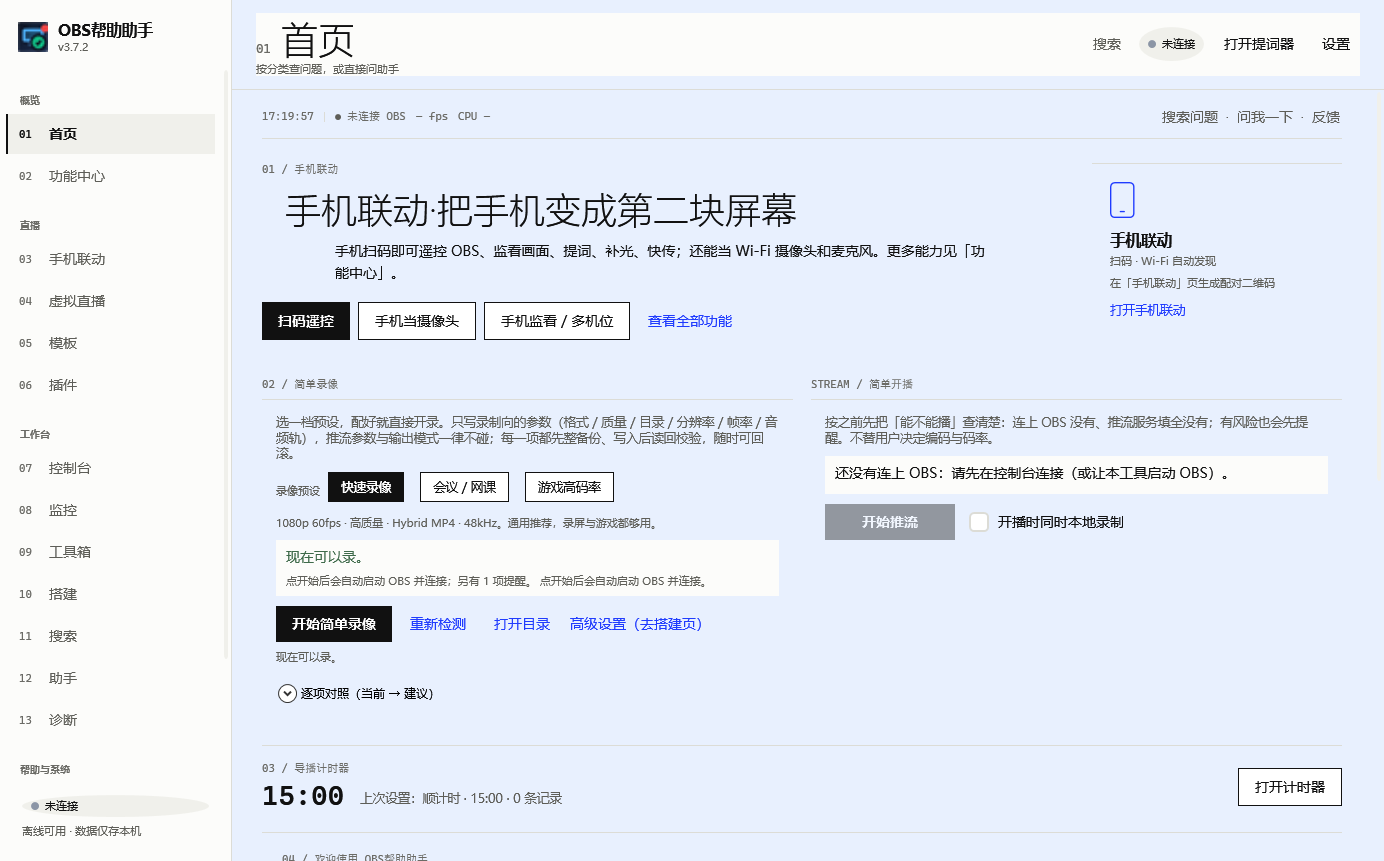 OBS帮助助手
v3.7.2
概览
01 首页
02 功能中心
直播
03 手机联动
04 虚拟直播
05 模板
06 插件
工作台
07 控制台
08 监控
09 工具箱
10 搭建
11 搜索
12 助手
13 诊断
帮助与系统
未连接
离线可用 · 数据仅存本机
01 首页
按分类查问题，或直接问助手
搜索
未连接
打开提词器
设置
17:19:57 未连接 OBS — fps CPU —
搜索问题 · 问我一下 · 反馈
01 / 手机联动
手机联动·把手机变成第二块屏幕
手机扫码即可遥控 OBS、监看画面、提词、补光、快传；还能当 Wi-Fi 摄像头和麦克风。更多能力见「功
能中心」。
扫码遥控
手机当摄像头
手机监看 / 多机位
查看全部功能
手机联动
扫码 · Wi-Fi 自动发现
在「手机联动」页生成配对二维码
打开手机联动
02 / 简单录像
选一档预设，配好就直接开录。只写录制向的参数（格式 / 质量 / 目录 / 分辨率 / 帧率 / 音
频轨），推流参数与输出模式一律不碰；每一项都先整备份、写入后读回校验，随时可回
滚。
录像预设
快速录像
会议 / 网课
游戏高码率
1080p 60fps · 高质量 · Hybrid MP4 · 48kHz。通用推荐，录屏与游戏都够用。
现在可以录。
点开始后会自动启动 OBS 并连接；另有 1 项提醒。 点开始后会自动启动 OBS 并连接。
开始简单录像
重新检测
打开目录
高级设置（去搭建页）
现在可以录。
逐项对照（当前 → 建议）
STREAM / 简单开播
按之前先把「能不能播」查清楚：连上 OBS 没有、推流服务填全没有；有风险也会先提
醒。不替用户决定编码与码率。
还没有连上 OBS：请先在控制台连接（或让本工具启动 OBS）。
开始推流
开播时同时本地录制
03 / 导播计时器
15:00
上次设置：顺计时 · 15:00 · 0 条记录
打开计时器
04 / 欢迎使用 OBS帮助助手